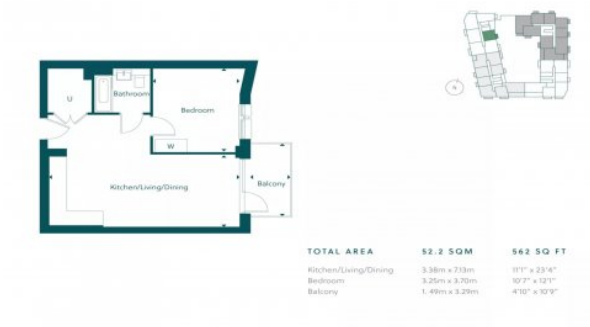 U
Bathroom
Bedroom
W
Kitchen/Living/Dining
Balcony
TOTAL AREA 52.2 SQM 562 SQ FT
Kitchen/Living/Dining 3.38m x 7.13m 11'1" x 23'4"
Bedroom 3.25m x 3.70m 10'7" x 12'1"
Balcony 1.49m x 3.29m 4'10" x 10'9"